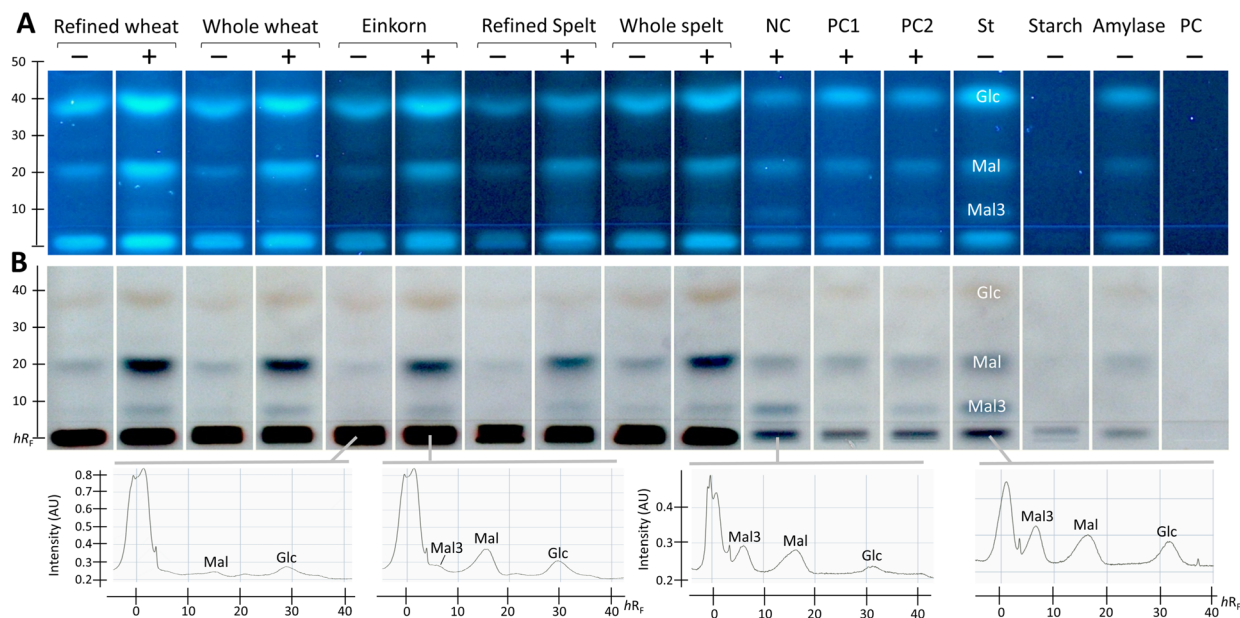 A
Refined wheat Whole wheat Einkorn Refined Spelt Whole spelt NC PC1 PC2 St Starch Amylase PC
− + − + − + − + − + + + + − − − −
50
40
30
20
10
Glc
Mal
Mal3
B
40
30
20
10
hRF
Glc
Mal
Mal3
Intensity (AU)
0.8
0.7
0.6
0.5
0.4
0.3
0.2
Mal Glc
0 10 20 30 40
Mal3 Mal Glc
0 10 20 30 40 hRF
Intensity (AU)
0.4
0.3
0.2
Mal3 Mal Glc
0 10 20 30 40
Mal3 Mal Glc
0 10 20 30 40 hRF